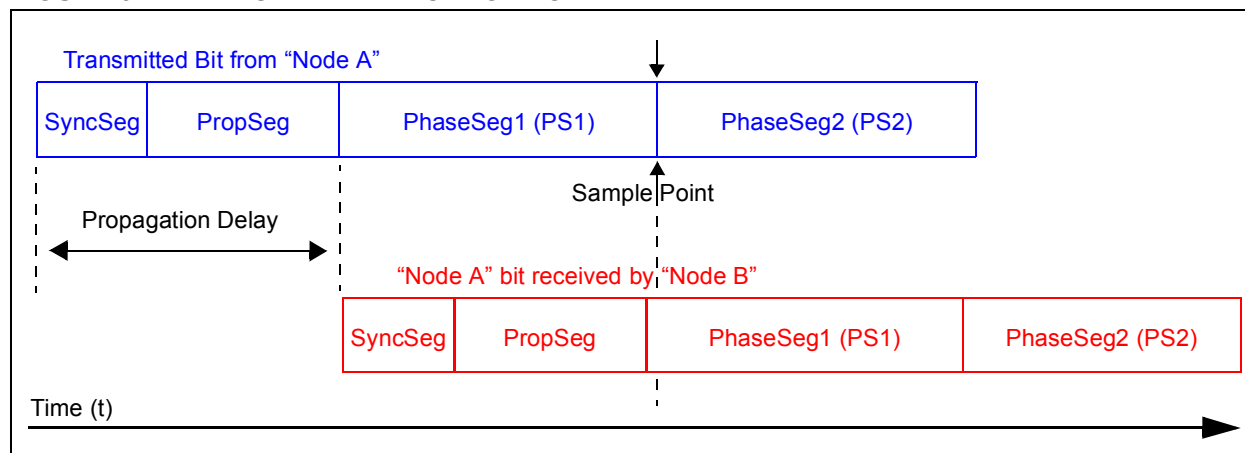 Transmitted Bit from “Node A”
SyncSeg PropSeg PhaseSeg1 (PS1) PhaseSeg2 (PS2)
Sample Point
Propagation Delay
“Node A” bit received by “Node B”
SyncSeg PropSeg PhaseSeg1 (PS1) PhaseSeg2 (PS2)
Time (t)